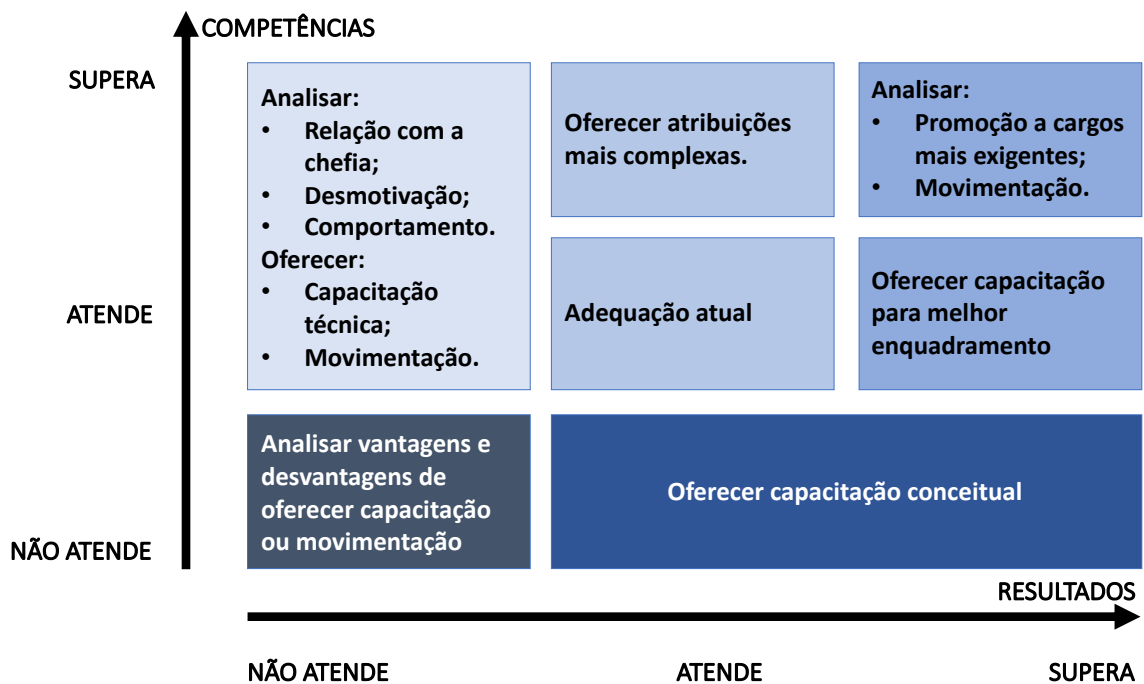 COMPETÊNCIAS
SUPERA
Analisar:
• Relação com a
chefia;
• Desmotivação;
• Comportamento.
Oferecer:
• Capacitação
técnica;
• Movimentação.
Oferecer atribuições
mais complexas.
Analisar:
• Promoção a cargos
mais exigentes;
• Movimentação.
ATENDE
Adequação atual
Oferecer capacitação
para melhor
enquadramento
NÃO ATENDE
Analisar vantagens e
desvantagens de
oferecer capacitação
ou movimentação
Oferecer capacitação conceitual
RESULTADOS
NÃO ATENDE
ATENDE
SUPERA